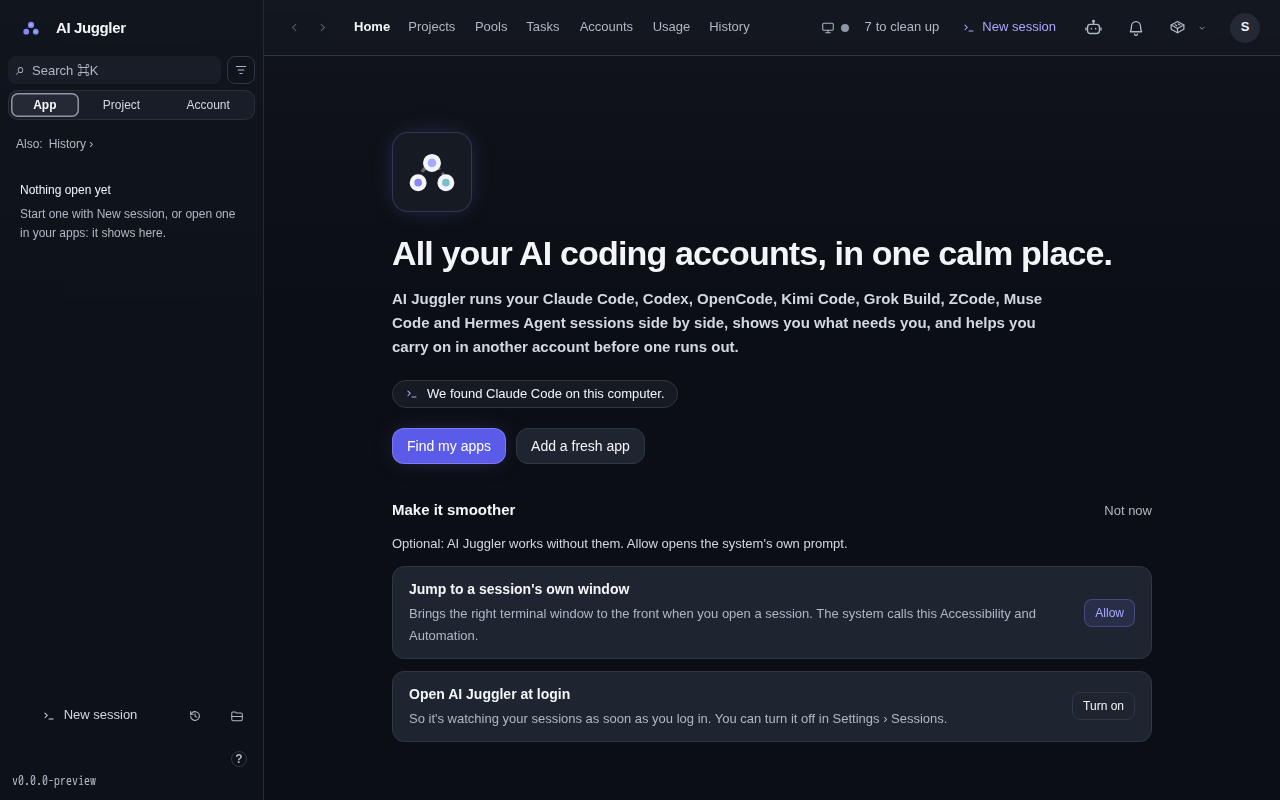 AI Juggler
Search ⌘K
App Project Account
Also: History ›
Nothing open yet
Start one with New session, or open one
in your apps: it shows here.
New session
?
v0.0.0-preview
Home Projects Pools Tasks Accounts Usage History
7 to clean up
New session
S
All your AI coding accounts, in one calm place.
AI Juggler runs your Claude Code, Codex, OpenCode, Kimi Code, Grok Build, ZCode, Muse
Code and Hermes Agent sessions side by side, shows you what needs you, and helps you
carry on in another account before one runs out.
We found Claude Code on this computer.
Find my apps Add a fresh app
Make it smoother
Not now
Optional: AI Juggler works without them. Allow opens the system's own prompt.
Jump to a session's own window
Brings the right terminal window to the front when you open a session. The system calls this Accessibility and
Automation.
Allow
Open AI Juggler at login
So it's watching your sessions as soon as you log in. You can turn it off in Settings › Sessions.
Turn on